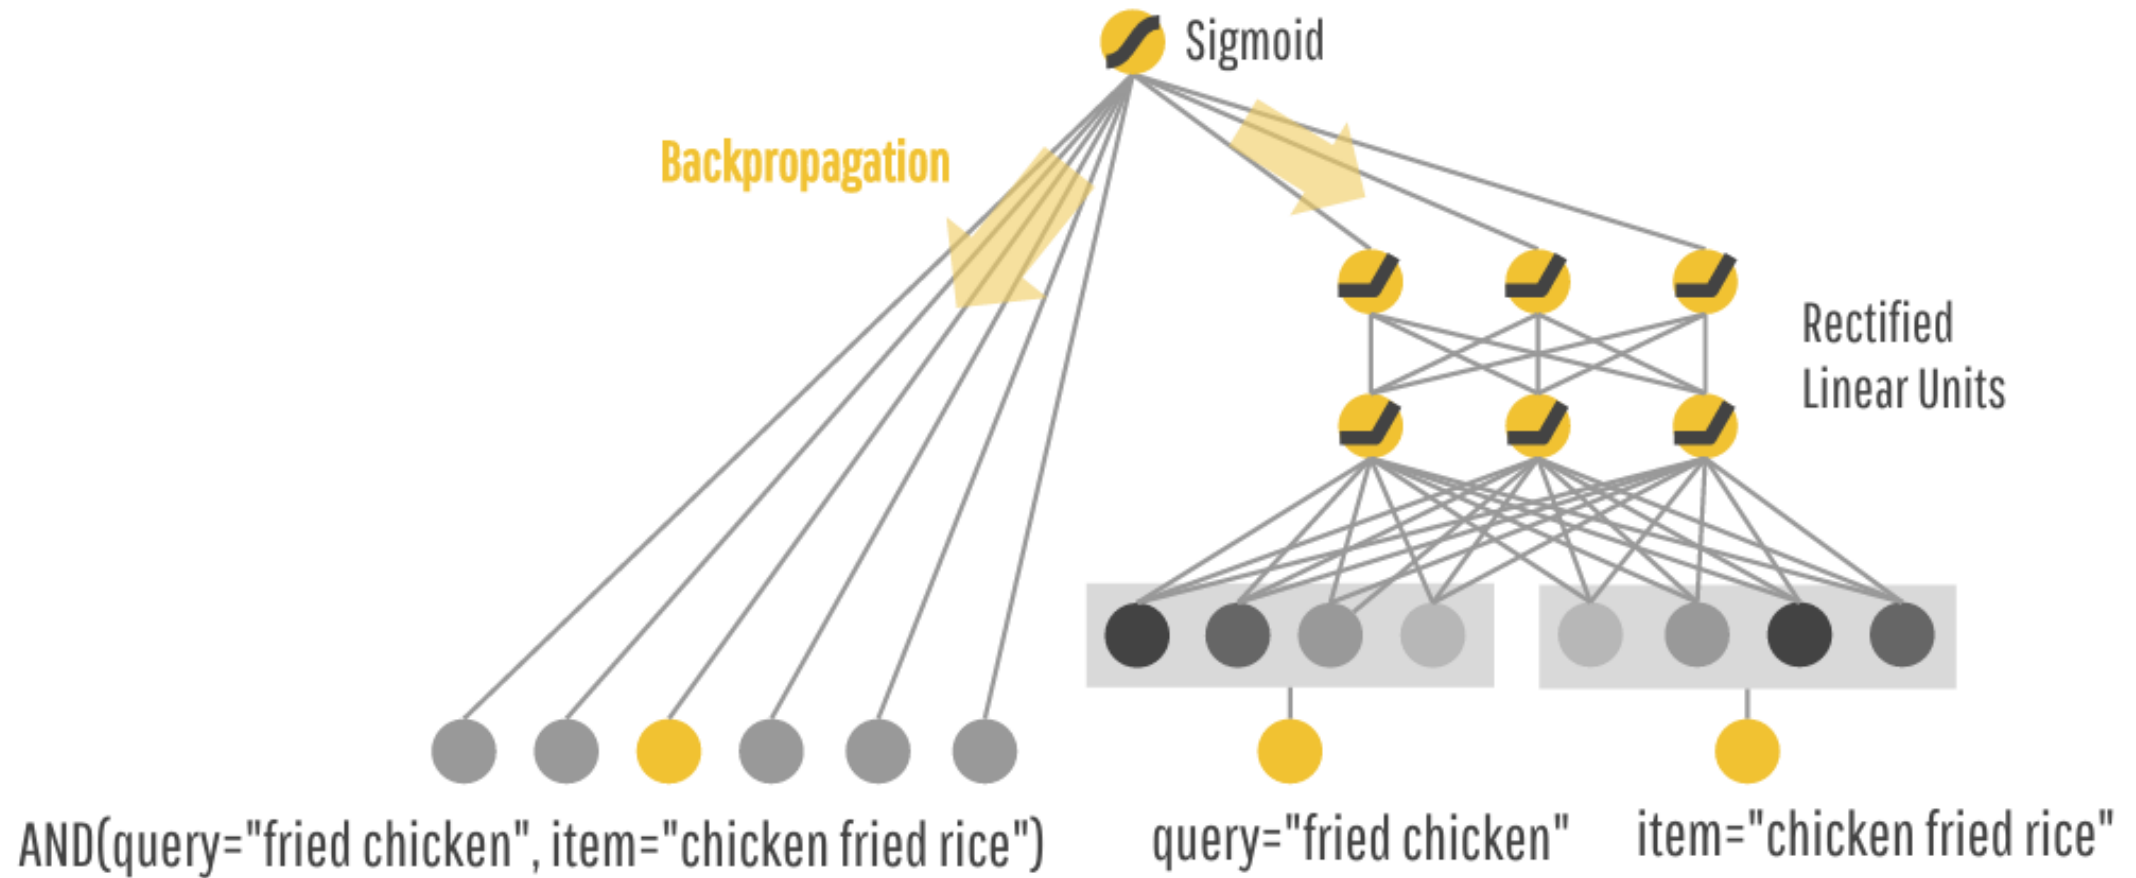 Sigmoid
Backpropagation
Rectified
Linear Units
AND(query="fried chicken", item="chicken fried rice")
query="fried chicken"
item="chicken fried rice"